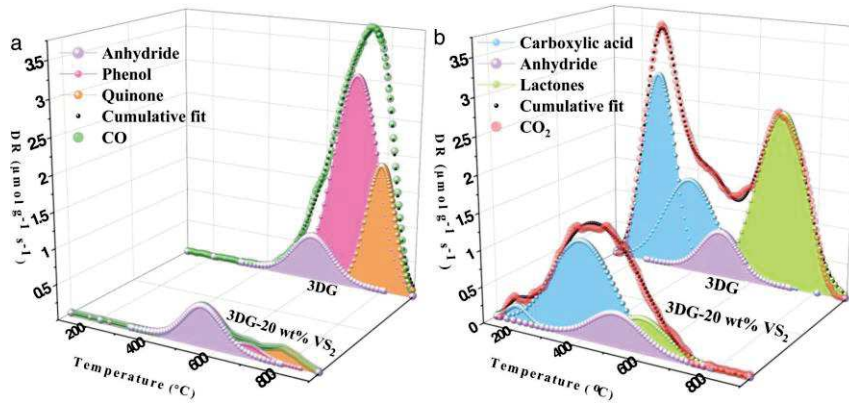 a
Anhydride
Phenol
Quinone
Cumulative fit
CO
3.5
3
2.5
2
1.5
1
0.5
DR (μmol g-1 s-1)
200
400
600
800
Temperature (°C)
3DG
3DG-20 wt% VS2
b
Carboxylic acid
Anhydride
Lactones
Cumulative fit
CO2
3.5
3
2.5
2
1.5
1
0.5
0
DR (μmol g-1 s-1)
200
400
600
800
Temperature (ºC)
3DG
3DG-20 wt% VS2